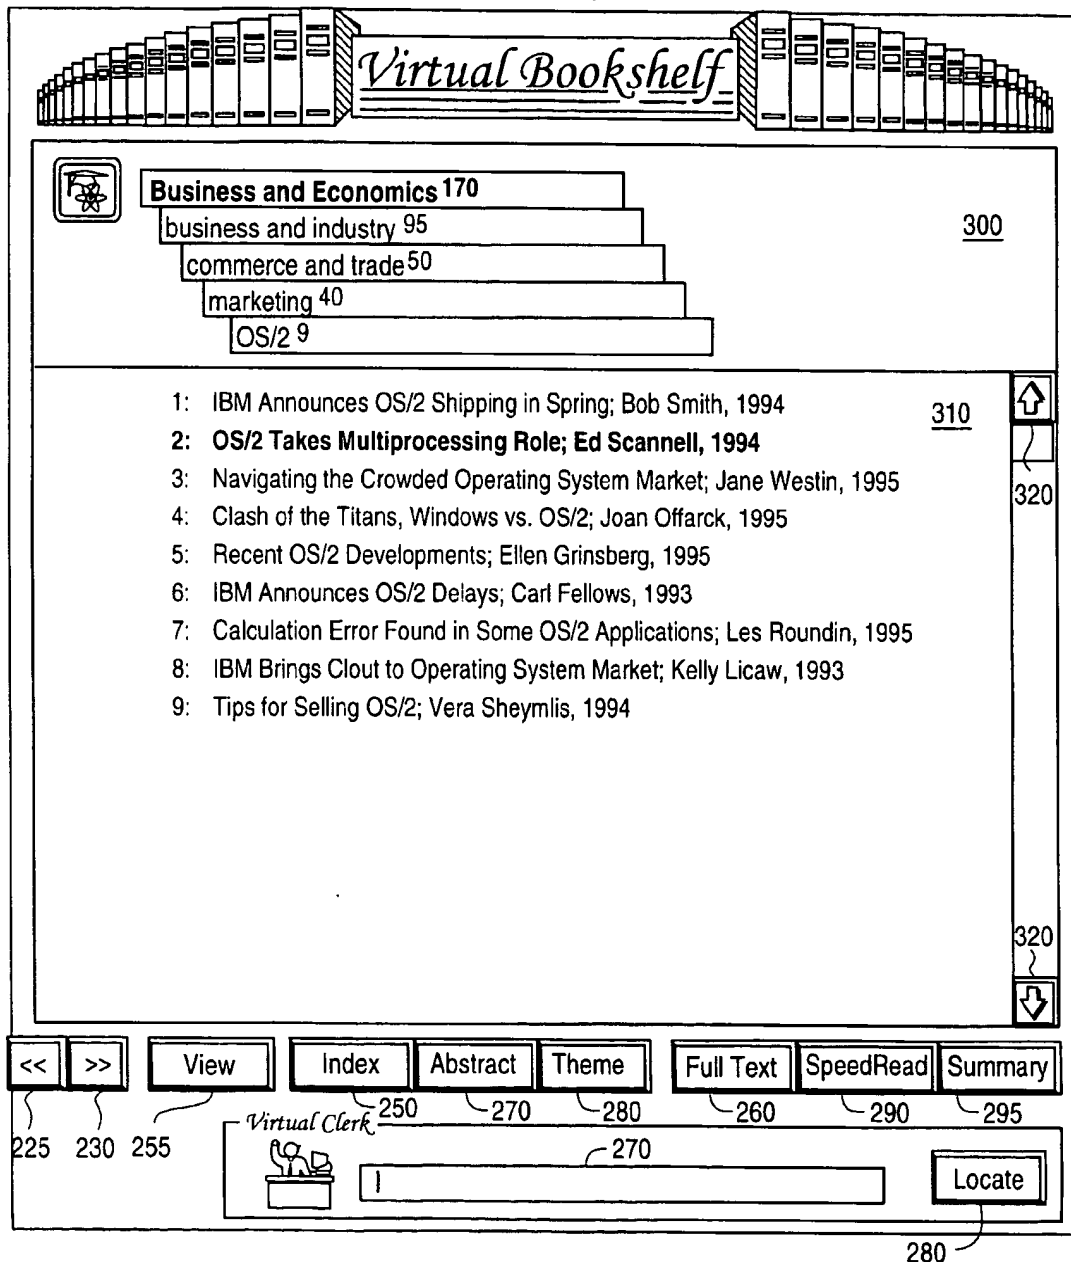 Virtual Bookshelf
Business and Economics 170
business and industry 95
300
commerce and trade 50
marketing 40
OS/2 9
1: IBM Announces OS/2 Shipping in Spring; Bob Smith, 1994
310
2: OS/2 Takes Multiprocessing Role; Ed Scannell, 1994
3: Navigating the Crowded Operating System Market; Jane Westin, 1995
320
4: Clash of the Titans, Windows vs. OS/2; Joan Offarck, 1995
5: Recent OS/2 Developments; Ellen Grinsberg, 1995
6: IBM Announces OS/2 Delays; Carl Fellows, 1993
7: Calculation Error Found in Some OS/2 Applications; Les Roundin, 1995
8: IBM Brings Clout to Operating System Market; Kelly Licaw, 1993
9: Tips for Selling OS/2; Vera Sheymlis, 1994
320
<< >> View Index Abstract Theme Full Text SpeedRead Summary
250 270 280 260 290 295
225 230 255 Virtual Clerk
270
Locate
280